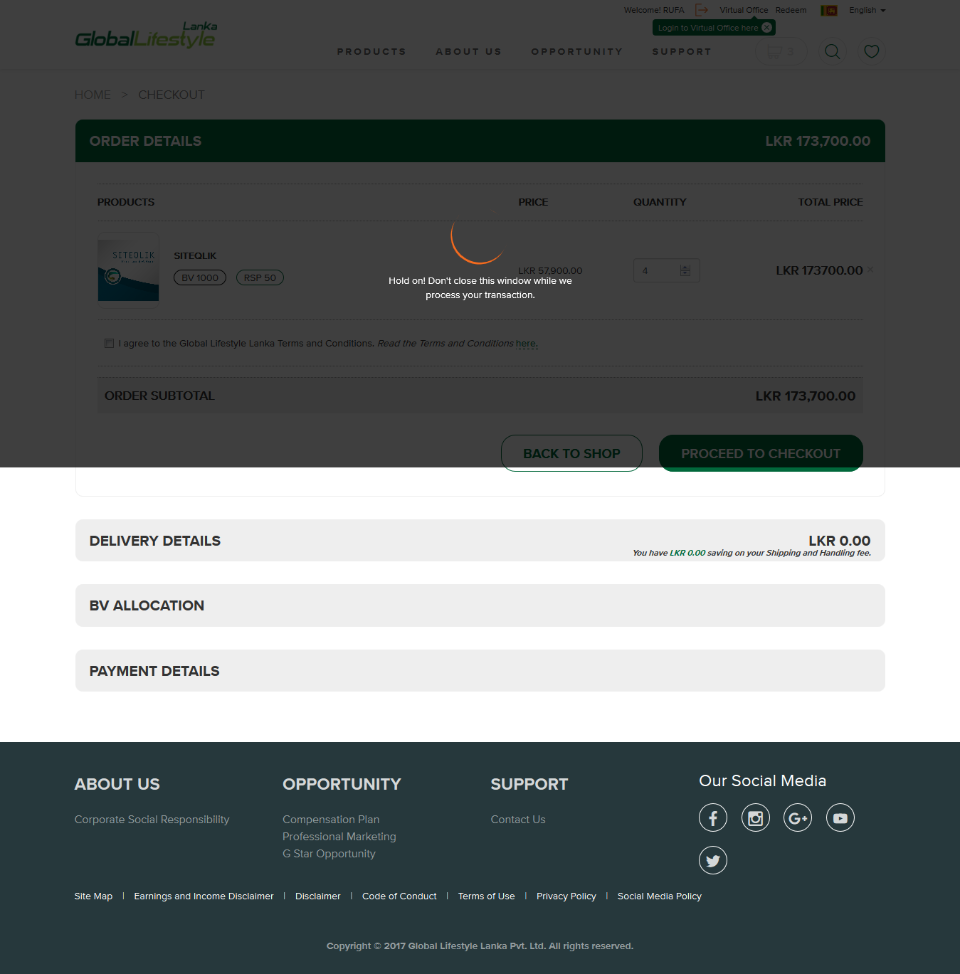 Welcome! RUFA Virtual Office Redeem English
Login to Virtual Office here
Lanka
GlobalLifestyle
PRODUCTS ABOUT US OPPORTUNITY SUPPORT
HOME > CHECKOUT
ORDER DETAILS LKR 173,700.00
PRODUCTS PRICE QUANTITY TOTAL PRICE
SITEQLIK
SITEQLIK
BV 1000 RSP 50
LKR 57,900.00 4 LKR 173700.00 ×
Hold on! Don't close this window while we
process your transaction.
I agree to the Global Lifestyle Lanka Terms and Conditions. Read the Terms and Conditions here.
ORDER SUBTOTAL LKR 173,700.00
BACK TO SHOP PROCEED TO CHECKOUT
DELIVERY DETAILS LKR 0.00
You have LKR 0.00 saving on your Shipping and Handling fee.
BV ALLOCATION
PAYMENT DETAILS
ABOUT US OPPORTUNITY SUPPORT Our Social Media
Corporate Social Responsibility Compensation Plan Contact Us
Professional Marketing
G Star Opportunity
Site Map | Earnings and Income Disclaimer | Disclaimer | Code of Conduct | Terms of Use | Privacy Policy | Social Media Policy
Copyright © 2017 Global Lifestyle Lanka Pvt. Ltd. All rights reserved.